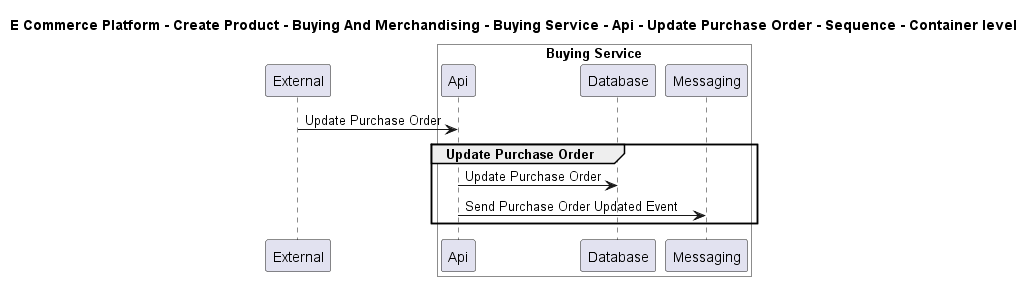 E Commerce Platform - Create Product - Buying And Merchandising - Buying Service - Api - Update Purchase Order - Sequence - Container level
Buying Service
External
Api
Database
Messaging
Update Purchase Order
Update Purchase Order
Update Purchase Order
Send Purchase Order Updated Event
External
Api
Database
Messaging